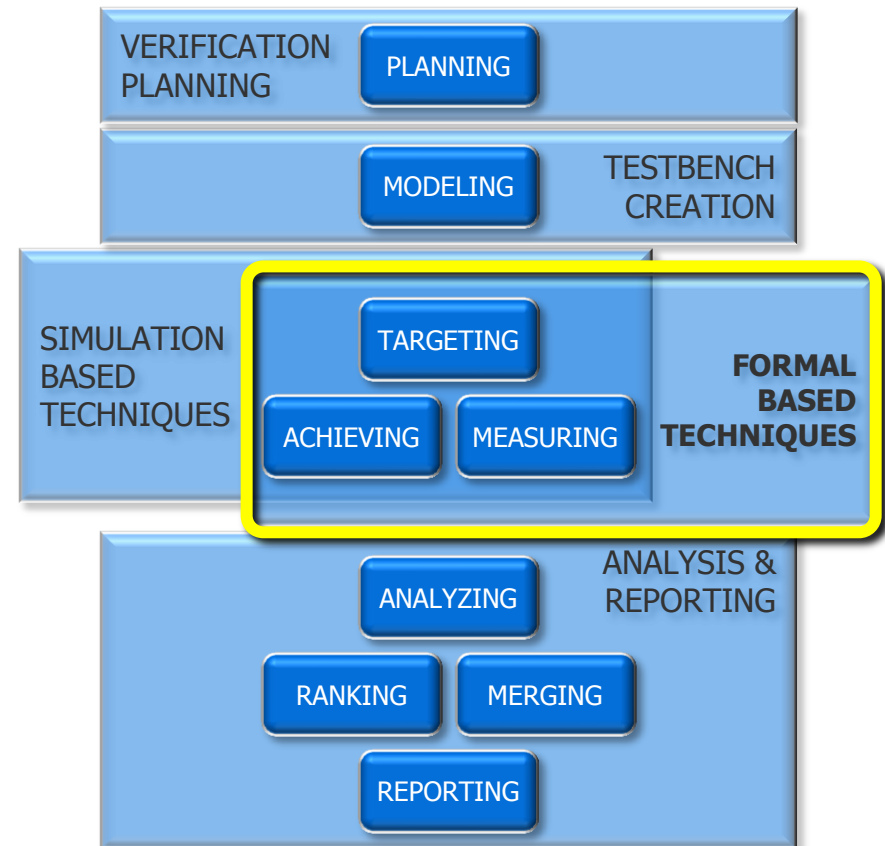 VERIFICATION
PLANNING
PLANNING
MODELING
TESTBENCH
CREATION
SIMULATION
BASED
TECHNIQUES
TARGETING
ACHIEVING
MEASURING
FORMAL
BASED
TECHNIQUES
ANALYSIS &
REPORTING
ANALYZING
RANKING
MERGING
REPORTING